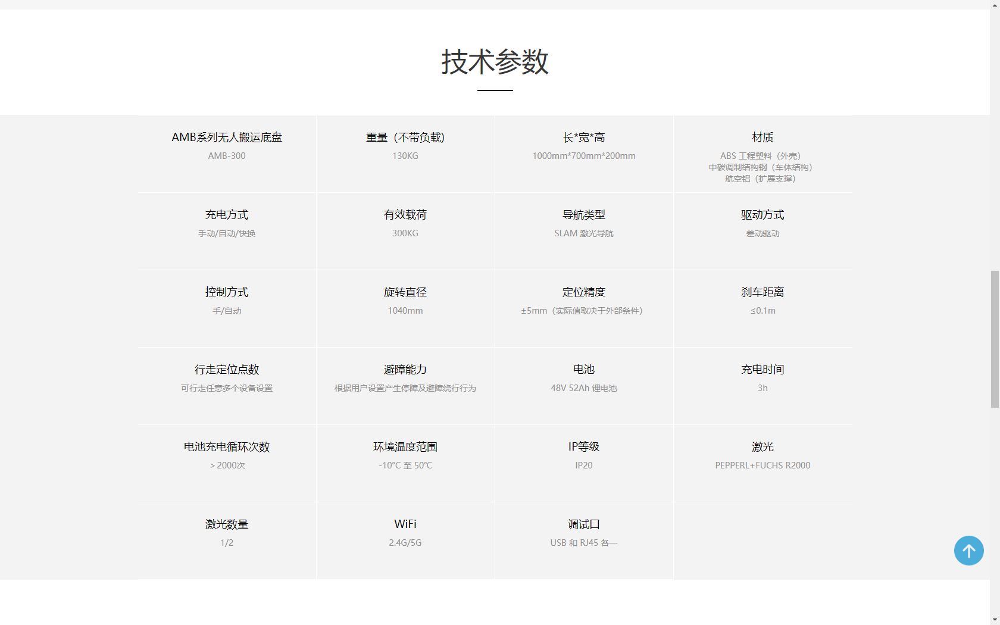 技术参数
AMB系列无人搬运底盘
AMB-300
重量（不带负载)
130KG
长*宽*高
1000mm*700mm*200mm
材质
ABS 工程塑料（外壳）
中碳调制结构钢（车体结构）
航空铝（扩展支撑）
充电方式
手动/自动/快换
有效载荷
300KG
导航类型
SLAM 激光导航
驱动方式
差动驱动
控制方式
手/自动
旋转直径
1040mm
定位精度
±5mm（实际值取决于外部条件）
刹车距离
≤0.1m
行走定位点数
可行走任意多个设备设置
避障能力
根据用户设置产生停障及避障绕行行为
电池
48V 52Ah 锂电池
充电时间
3h
电池充电循环次数
> 2000次
环境温度范围
-10°C 至 50℃
IP等级
IP20
激光
PEPPERL+FUCHS R2000
激光数量
1/2
WiFi
2.4G/5G
调试口
USB 和 RJ45 各一